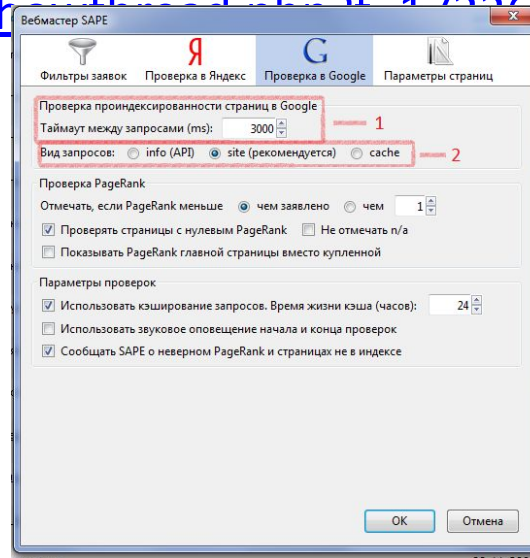 Вебмастер SAPE
Фильтры заявок Проверка в Яндекс Проверка в Google Параметры страниц
Проверка проиндексированности страниц в Google
Таймаут между запросами (ms): 3000 1
Вид запросов: info (API) site (рекомендуется) cache 2
Проверка PageRank
Отмечать, если PageRank меньше чем заявлено чем 1
Проверять страницы с нулевым PageRank Не отмечать n/a
Показывать PageRank главной страницы вместо купленной
Параметры проверок
Использовать кэширование запросов. Время жизни кэша (часов): 24
Использовать звуковое оповещение начала и конца проверок
Сообщать SAPE о неверном PageRank и страницах не в индексе
OK Отмена